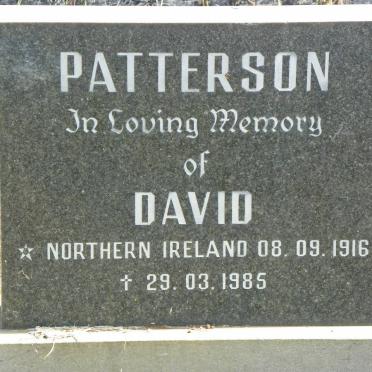 PATTERSON
In Loving Memory
of
DAVID
☆ NORTHERN IRELAND 08.09.1916
† 29.03.1985